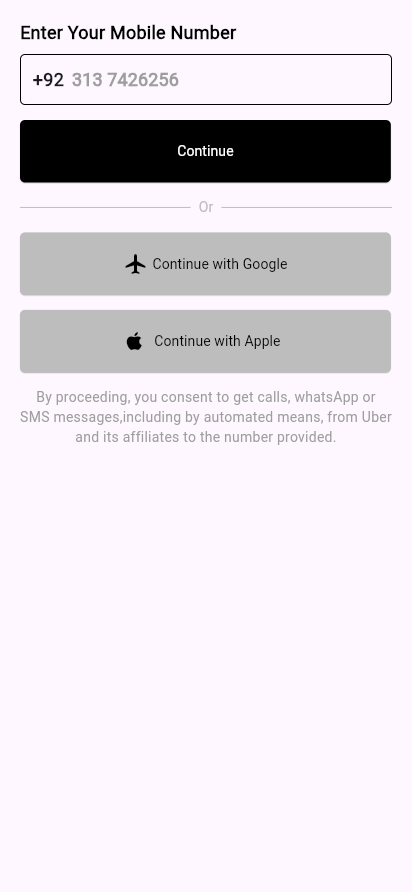 Enter Your Mobile Number
+92 313 7426256
Continue
Or
Continue with Google
Continue with Apple
By proceeding, you consent to get calls, whatsApp or
SMS messages,including by automated means, from Uber
and its affiliates to the number provided.